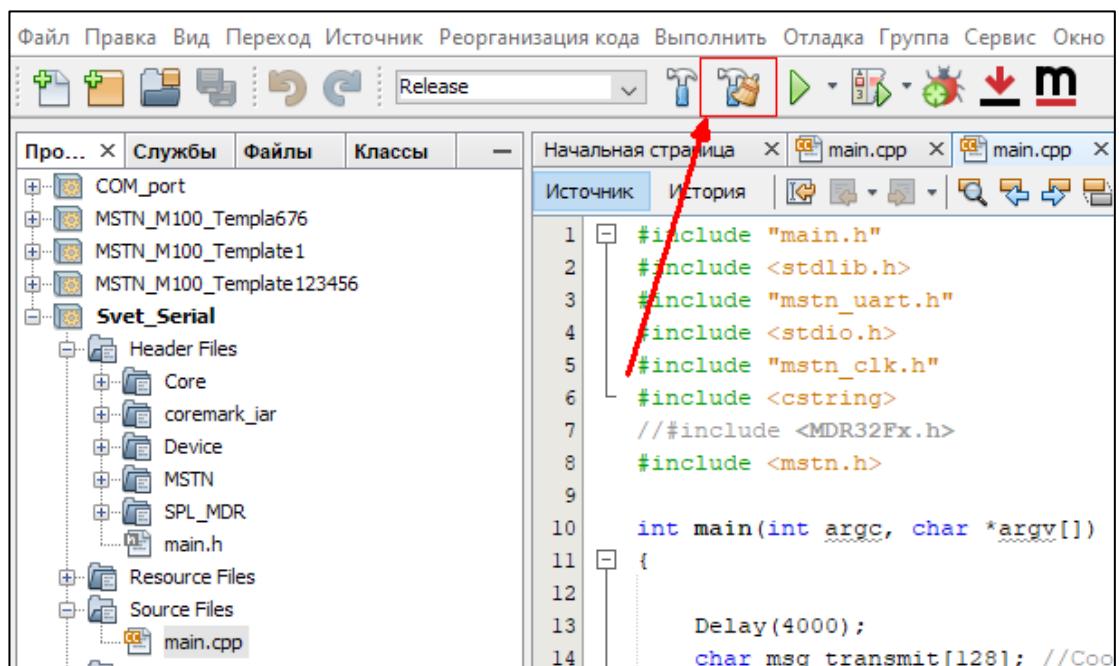 Файл Правка Вид Переход Источник Реорганизация кода Выполнить Отладка Группа Сервис Окно
Release
m
Про... Службы Файлы Классы
COM_port
MSTN_M100_Templa676
MSTN_M100_Template1
MSTN_M100_Template123456
Svet_Serial
Header Files
Core
coremark_iar
Device
MSTN
SPL_MDR
main.h
Resource Files
Source Files
main.cpp
Начальная страница main.cpp main.cpp
Источник История
1 #include "main.h"
2 #include <stdlib.h>
3 #include "mstn_uart.h"
4 #include <stdio.h>
5 #include "mstn_clk.h"
6 #include <cstring>
7 //#include <MDR32Fx.h>
8 #include <mstn.h>
9
10 int main(int argc, char *argv[])
11 {
12
13 Delay(4000);
14 char msg_transmit[128]; //Соо